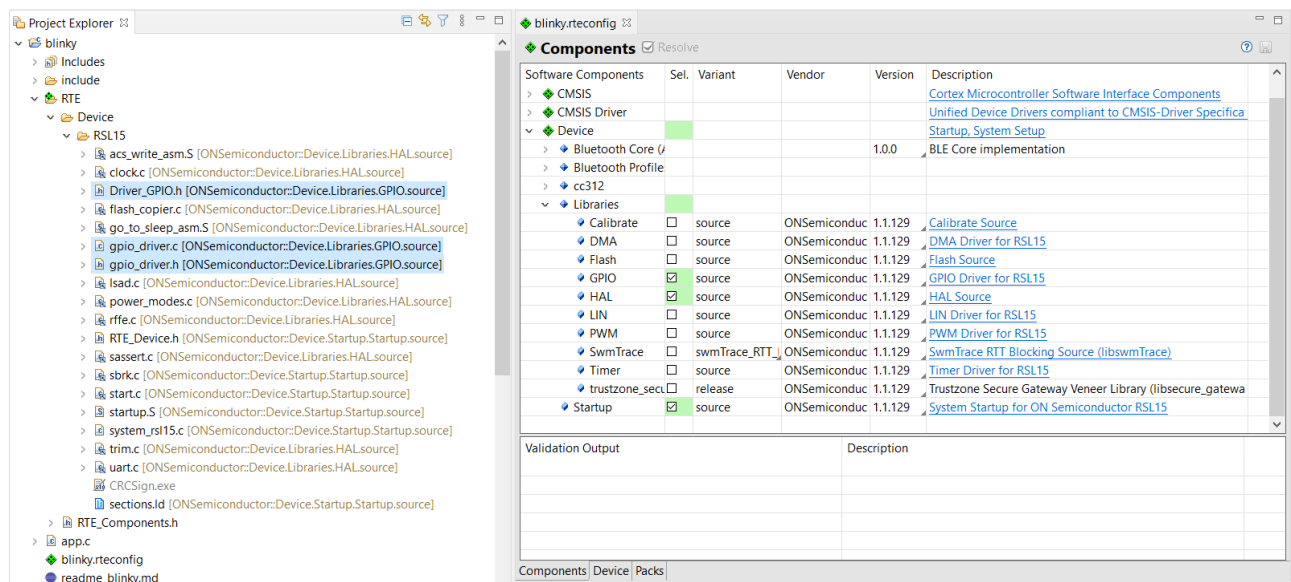 Project Explorer
blinky
Includes
include
RTE
Device
RSL15
acs_write_asm.S [ONSemiconductor::Device.Libraries.HAL.source]
clock.c [ONSemiconductor::Device.Libraries.HAL.source]
Driver_GPIO.h [ONSemiconductor::Device.Libraries.GPIO.source]
flash_copier.c [ONSemiconductor::Device.Libraries.HAL.source]
go_to_sleep_asm.S [ONSemiconductor::Device.Libraries.HAL.source]
gpio_driver.c [ONSemiconductor::Device.Libraries.GPIO.source]
gpio_driver.h [ONSemiconductor::Device.Libraries.GPIO.source]
lsad.c [ONSemiconductor::Device.Libraries.HAL.source]
power_modes.c [ONSemiconductor::Device.Libraries.HAL.source]
rffe.c [ONSemiconductor::Device.Libraries.HAL.source]
RTE_Device.h [ONSemiconductor::Device.Startup.Startup.source]
sassert.c [ONSemiconductor::Device.Libraries.HAL.source]
sbrk.c [ONSemiconductor::Device.Startup.Startup.source]
start.c [ONSemiconductor::Device.Startup.Startup.source]
startup.S [ONSemiconductor::Device.Startup.Startup.source]
system_rsl15.c [ONSemiconductor::Device.Startup.Startup.source]
trim.c [ONSemiconductor::Device.Libraries.HAL.source]
uart.c [ONSemiconductor::Device.Libraries.HAL.source]
CRCSign.exe
sections.ld [ONSemiconductor::Device.Startup.Startup.source]
RTE_Components.h
app.c
blinky.rteconfig
readme_blinky.md
blinky.rteconfig
Components Resolve
Software Components Sel. Variant Vendor Version Description
CMSIS Cortex Microcontroller Software Interface Components
CMSIS Driver Unified Device Drivers compliant to CMSIS-Driver Specifica
Device Startup, System Setup
Bluetooth Core (A 1.0.0 BLE Core implementation
Bluetooth Profile
cc312
Libraries
Calibrate source ONSemiconduc 1.1.129 Calibrate Source
DMA source ONSemiconduc 1.1.129 DMA Driver for RSL15
Flash source ONSemiconduc 1.1.129 Flash Source
GPIO source ONSemiconduc 1.1.129 GPIO Driver for RSL15
HAL source ONSemiconduc 1.1.129 HAL Source
LIN source ONSemiconduc 1.1.129 LIN Driver for RSL15
PWM source ONSemiconduc 1.1.129 PWM Driver for RSL15
SwmTrace swmTrace_RTT_ ONSemiconduc 1.1.129 SwmTrace RTT Blocking Source (libswmTrace)
Timer source ONSemiconduc 1.1.129 Timer Driver for RSL15
trustzone_secu release ONSemiconduc 1.1.129 Trustzone Secure Gateway Veneer Library (libsecure_gatewa
Startup source ONSemiconduc 1.1.129 System Startup for ON Semiconductor RSL15
Validation Output Description
Components Device Packs